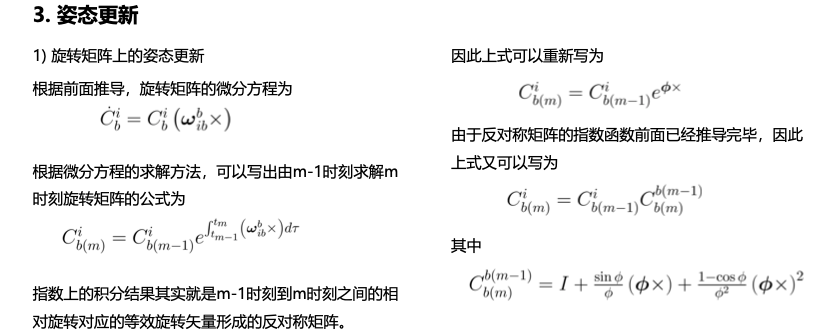 3. 姿态更新
1) 旋转矩阵上的姿态更新
根据前面推导，旋转矩阵的微分方程为
$\dot{C}_b^i = C_b^i \left(\boldsymbol{\omega}_{ib}^b \times\right)$
根据微分方程的求解方法，可以写出由m-1时刻求解m
时刻旋转矩阵的公式为
$C_{b(m)}^i = C_{b(m-1)}^i e^{\int_{t_{m-1}}^{t_m} \left(\boldsymbol{\omega}_{ib}^b \times\right) d\tau}$
指数上的积分结果其实就是m-1时刻到m时刻之间的相
对旋转对应的等效旋转矢量形成的反对称矩阵。
因此上式可以重新写为
$C_{b(m)}^i = C_{b(m-1)}^i e^{\boldsymbol{\phi} \times}$
由于反对称矩阵的指数函数前面已经推导完毕，因此
上式又可以写为
$C_{b(m)}^i = C_{b(m-1)}^i C_{b(m)}^{b(m-1)}$
其中
$C_{b(m)}^{b(m-1)} = I + \frac{\sin \phi}{\phi} (\boldsymbol{\phi} \times) + \frac{1 - \cos \phi}{\phi^2} (\boldsymbol{\phi} \times)^2$